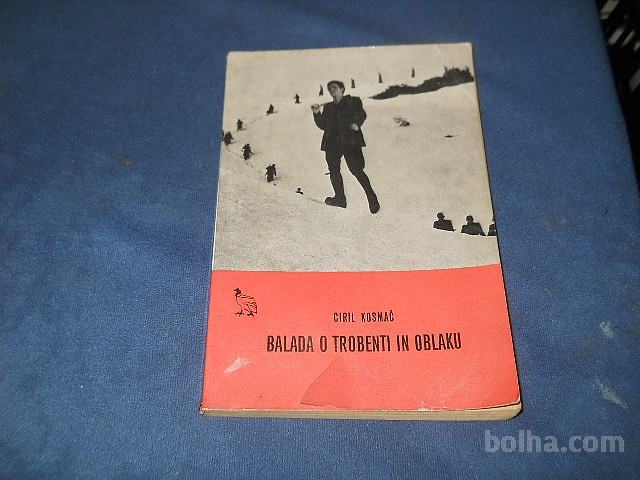 CIRIL KOSMAČ
BALADA O TROBENTI IN OBLAKU
bolha.com